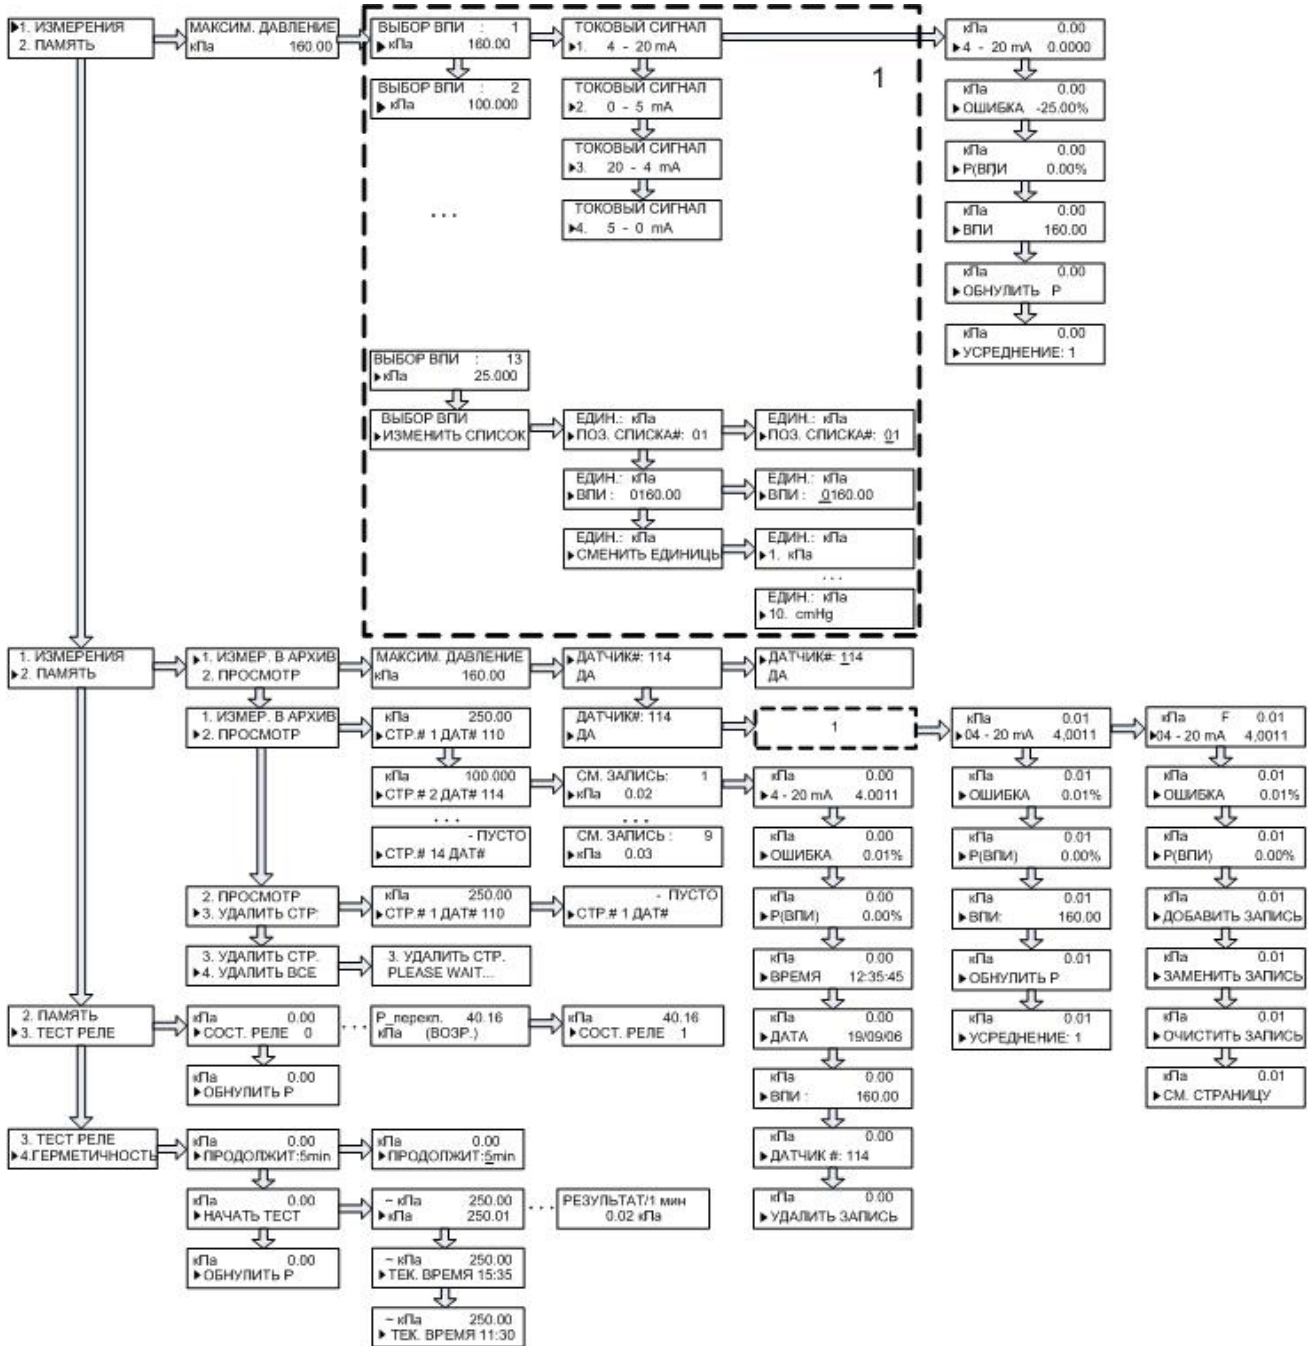 ▶1. ИЗМЕРЕНИЯ
2. ПАМЯТЬ
МАКСИМ. ДАВЛЕНИЕ
кПа 160.00
ВЫБОР ВПИ : 1
▶кПа 160.00
ТОКОВЫЙ СИГНАЛ
▶1. 4 - 20 mA
кПа 0.00
▶4 - 20 mA 0.0000
1
ВЫБОР ВПИ : 2
▶кПа 100.000
ТОКОВЫЙ СИГНАЛ
▶2. 0 - 5 mA
кПа 0.00
▶ОШИБКА -25.00%
ТОКОВЫЙ СИГНАЛ
▶3. 20 - 4 mA
кПа 0.00
▶Р(ВП)И 0.00%
. . .
ТОКОВЫЙ СИГНАЛ
▶4. 5 - 0 mA
кПа 0.00
▶ВПИ 160.00
кПа 0.00
▶ОБНУЛИТЬ Р
кПа 0.00
▶УСРЕДНЕНИЕ: 1
ВЫБОР ВПИ : 13
▶кПа 25.000
ВЫБОР ВПИ
▶ИЗМЕНИТЬ СПИСОК
ЕДИН.: кПа
▶ПОЗ. СПИСКА#: 01
ЕДИН.: кПа
▶ПОЗ. СПИСКА#: 01
ЕДИН.: кПа
▶ВПИ : 0160.00
ЕДИН.: кПа
▶ВПИ : 0160.00
ЕДИН.: кПа
▶СМЕНИТЬ ЕДИНИЦЬ
ЕДИН.: кПа
▶1. кПа
. . .
ЕДИН.: кПа
▶10. cmHg
1. ИЗМЕРЕНИЯ
▶2. ПАМЯТЬ
▶1. ИЗМЕР. В АРХИВ
2. ПРОСМОТР
МАКСИМ. ДАВЛЕНИЕ
кПа 160.00
▶ДАТЧИК#: 114
ДА
▶ДАТЧИК#: 114
ДА
1. ИЗМЕР. В АРХИВ
▶2. ПРОСМОТР
кПа 250.00
▶СТР.# 1 ДАТ# 110
ДАТЧИК#: 114
▶ДА
1
кПа 0.01
▶04 - 20 mA 4,0011
кПа F 0.01
▶04 - 20 mA 4,0011
кПа 100.000
▶СТР.# 2 ДАТ# 114
СМ. ЗАПИСЬ: 1
▶кПа 0.02
кПа 0.00
▶4 - 20 mA 4.0011
кПа 0.01
▶ОШИБКА 0.01%
кПа 0.01
▶ОШИБКА 0.01%
. . .
. . .
- ПУСТО
▶СТР.# 14 ДАТ#
СМ. ЗАПИСЬ : 9
▶кПа 0.03
кПа 0.00
▶ОШИБКА 0.01%
кПа 0.01
▶Р(ВПИ) 0.00%
кПа 0.01
▶Р(ВПИ) 0.00%
2. ПРОСМОТР
▶3. УДАЛИТЬ СТР:
кПа 250.00
▶СТР.# 1 ДАТ# 110
- ПУСТО
▶СТР.# 1 ДАТ#
кПа 0.00
▶Р(ВПИ) 0.00%
кПа 0.01
▶ВПИ: 160.00
кПа 0.01
▶ДОБАВИТЬ ЗАПИСЬ
3. УДАЛИТЬ СТР.
▶4. УДАЛИТЬ ВСЕ
3. УДАЛИТЬ СТР.
PLEASE WAIT...
кПа 0.00
▶ВРЕМЯ 12:35:45
кПа 0.01
▶ОБНУЛИТЬ Р
кПа 0.01
▶ЗАМЕНИТЬ ЗАПИСЬ
2. ПАМЯТЬ
▶3. ТЕСТ РЕЛЕ
кПа 0.00
▶СОСТ. РЕЛЕ 0
. . .
Р_перекл. 40.16
кПа (ВОЗР.)
кПа 40.16
▶СОСТ. РЕЛЕ 1
кПа 0.00
▶ДАТА 19/09/06
кПа 0.01
▶УСРЕДНЕНИЕ: 1
кПа 0.01
▶ОЧИСТИТЬ ЗАПИСЬ
кПа 0.00
▶ОБНУЛИТЬ Р
кПа 0.00
▶ВПИ : 160.00
кПа 0.01
▶СМ. СТРАНИЦУ
3. ТЕСТ РЕЛЕ
▶4.ГЕРМЕТИЧНОСТЬ
кПа 0.00
▶ПРОДОЛЖИТ:5min
кПа 0.00
▶ПРОДОЛЖИТ:5min
кПа 0.00
▶ДАТЧИК #: 114
кПа 0.00
▶НАЧАТЬ ТЕСТ
~ кПа 250.00
▶кПа 250.01
. . .
РЕЗУЛЬТАТ/1 мин
0.02 кПа
кПа 0.00
▶УДАЛИТЬ ЗАПИСЬ
кПа 0.00
▶ОБНУЛИТЬ Р
~ кПа 250.00
▶ТЕК. ВРЕМЯ 15:35
~ кПа 250.00
▶ТЕК. ВРЕМЯ 11:30